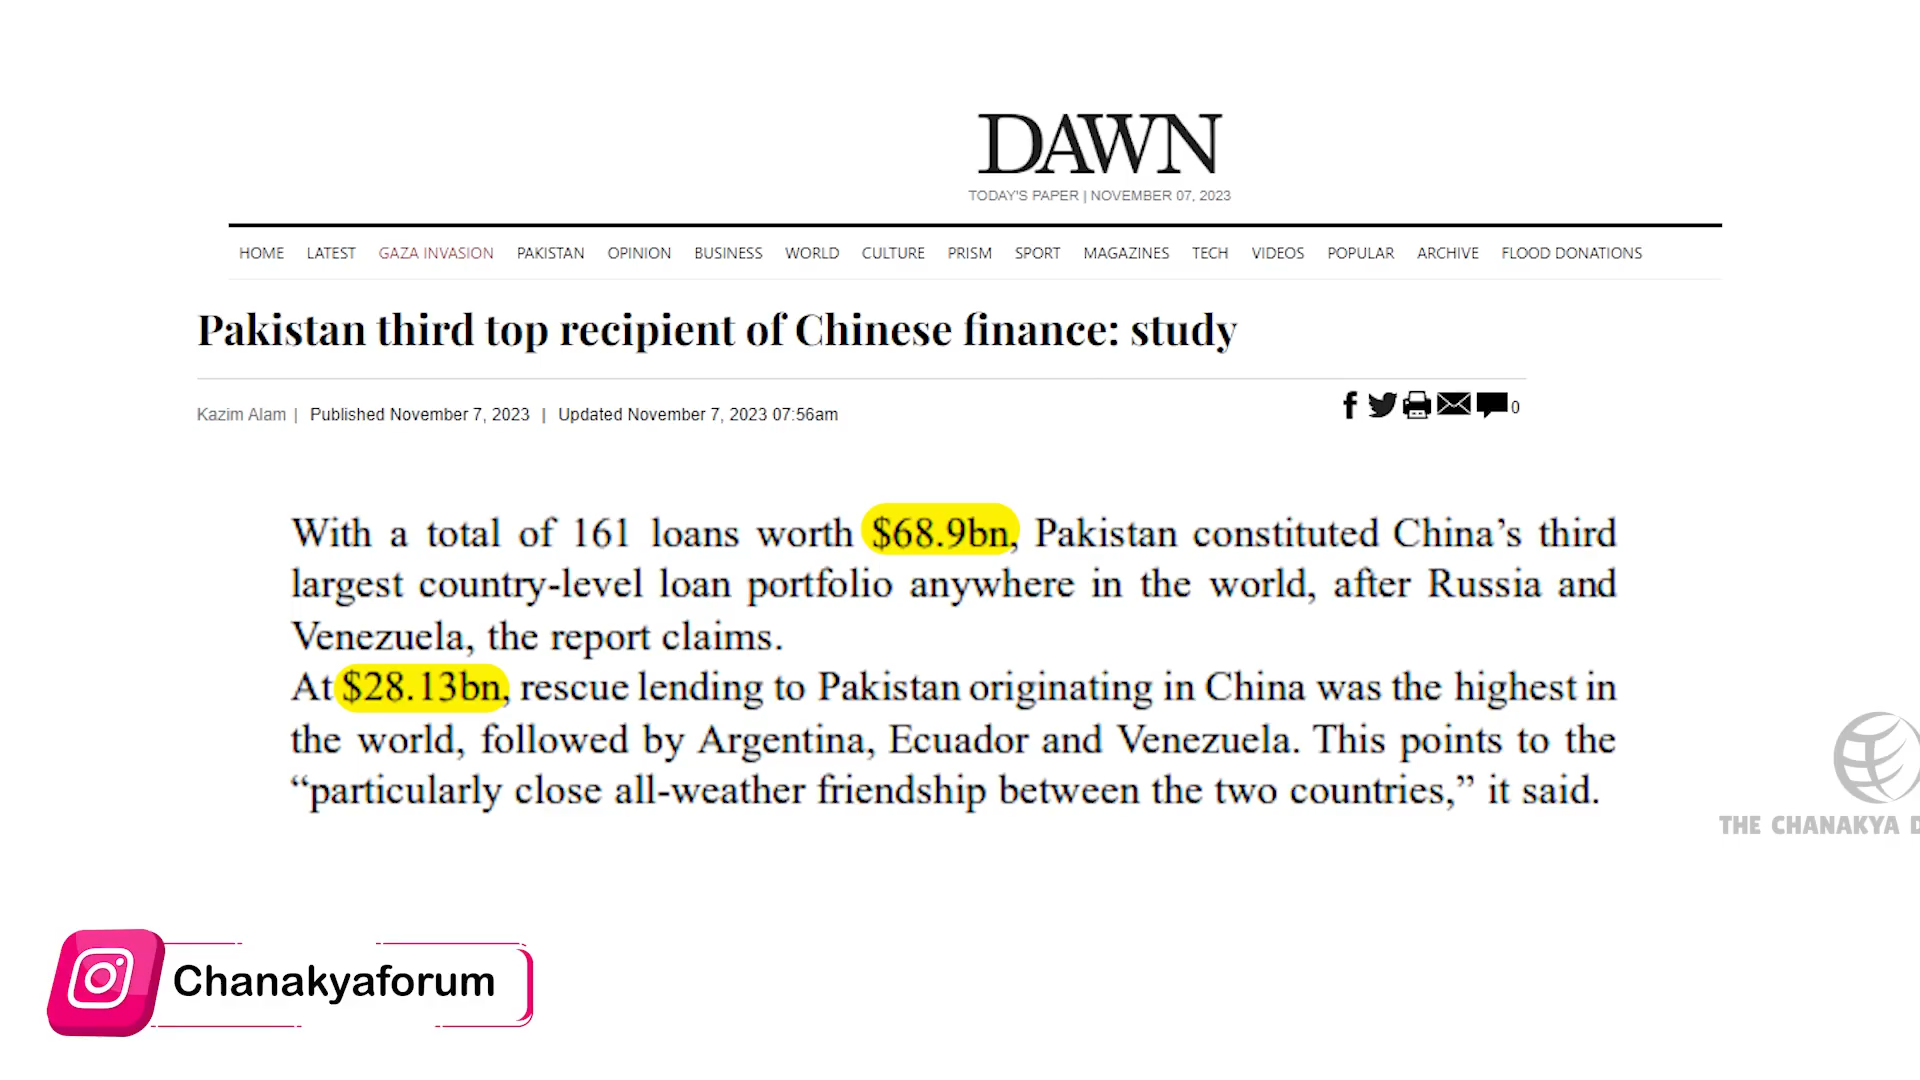 DAWN
TODAY'S PAPER | NOVEMBER 07, 2023
HOME LATEST GAZA INVASION PAKISTAN OPINION BUSINESS WORLD CULTURE PRISM SPORT MAGAZINES TECH VIDEOS POPULAR ARCHIVE FLOOD DONATIONS
Pakistan third top recipient of Chinese finance: study
Kazim Alam | Published November 7, 2023 | Updated November 7, 2023 07:56am
0
With a total of 161 loans worth $68.9bn, Pakistan constituted China’s third
largest country-level loan portfolio anywhere in the world, after Russia and
Venezuela, the report claims.
At $28.13bn, rescue lending to Pakistan originating in China was the highest in
the world, followed by Argentina, Ecuador and Venezuela. This points to the
“particularly close all-weather friendship between the two countries,” it said.
THE CHANAKYA
Chanakyaforum